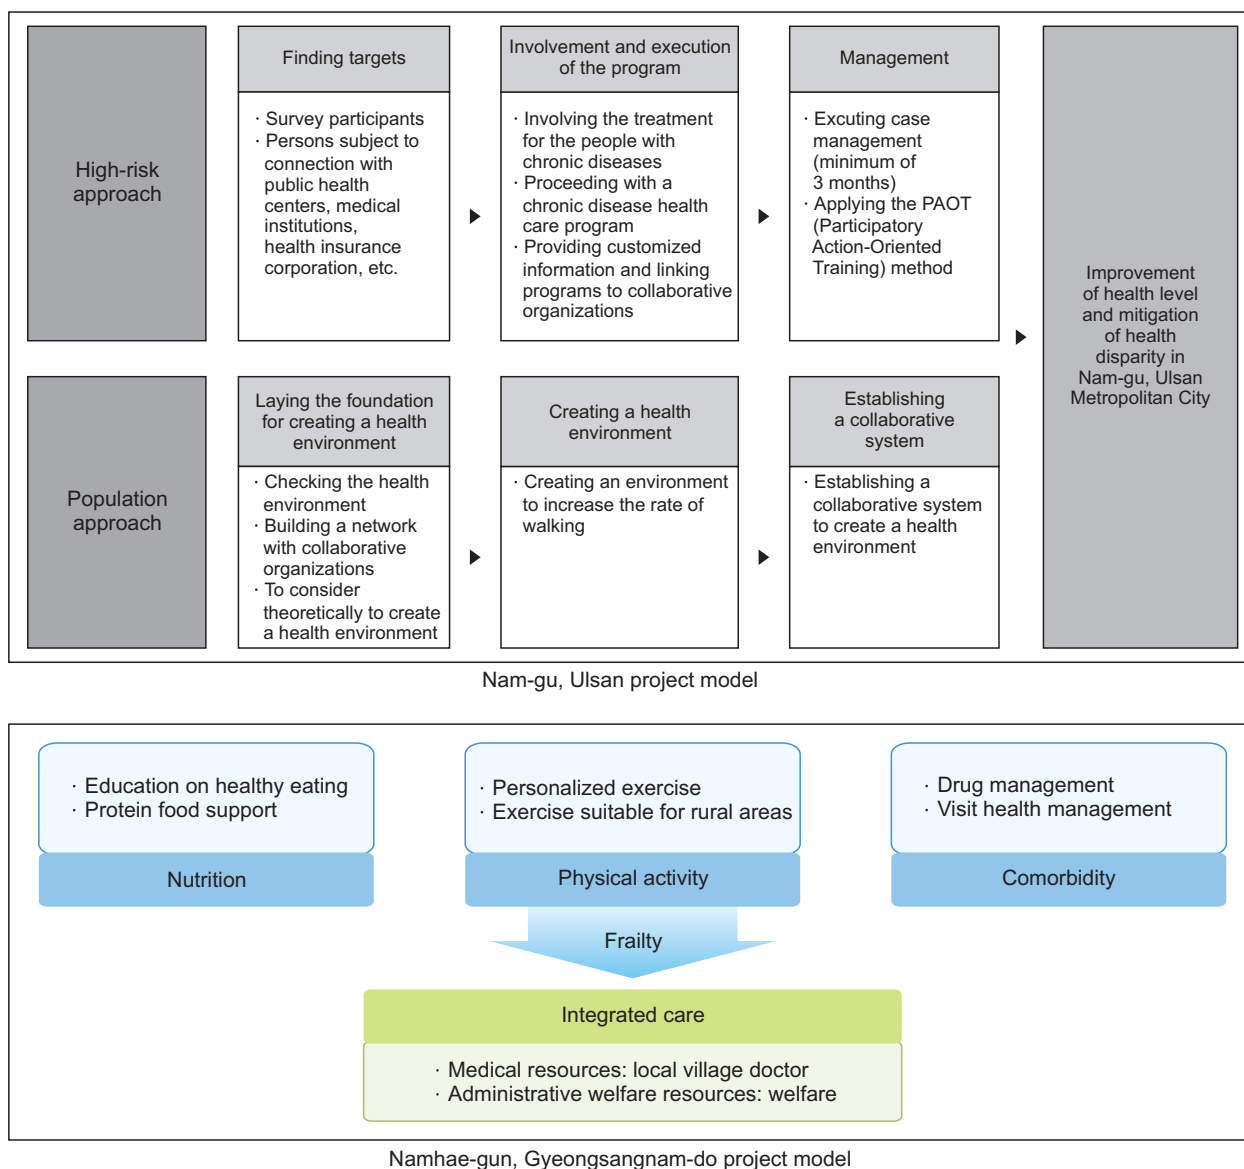 High-risk
approach
Finding targets
· Survey participants
· Persons subject to
connection with
public health
centers, medical
institutions,
health insurance
corporation, etc.
Involvement and execution
of the program
· Involving the treatment
for the people with
chronic diseases
· Proceeding with a
chronic disease health
care program
· Providing customized
information and linking
programs to collaborative
organizations
Management
· Excuting case
management
(minimum of
3 months)
· Applying the PAOT
(Participatory
Action-Oriented
Training) method
Population
approach
Laying the foundation
for creating a health
environment
· Checking the health
environment
· Building a network
with collaborative
organizations
· To consider
theoretically to create
a health environment
Creating a health
environment
· Creating an environment
to increase the rate of
walking
Establishing
a collaborative
system
· Establishing a
collaborative system
to create a health
environment
Improvement
of health level
and mitigation
of health
disparity in
Nam-gu, Ulsan
Metropolitan City
Nam-gu, Ulsan project model
· Education on healthy eating
· Protein food support
Nutrition
· Personalized exercise
· Exercise suitable for rural areas
Physical activity
· Drug management
· Visit health management
Comorbidity
Frailty
Integrated care
· Medical resources: local village doctor
· Administrative welfare resources: welfare
Namhae-gun, Gyeongsangnam-do project model